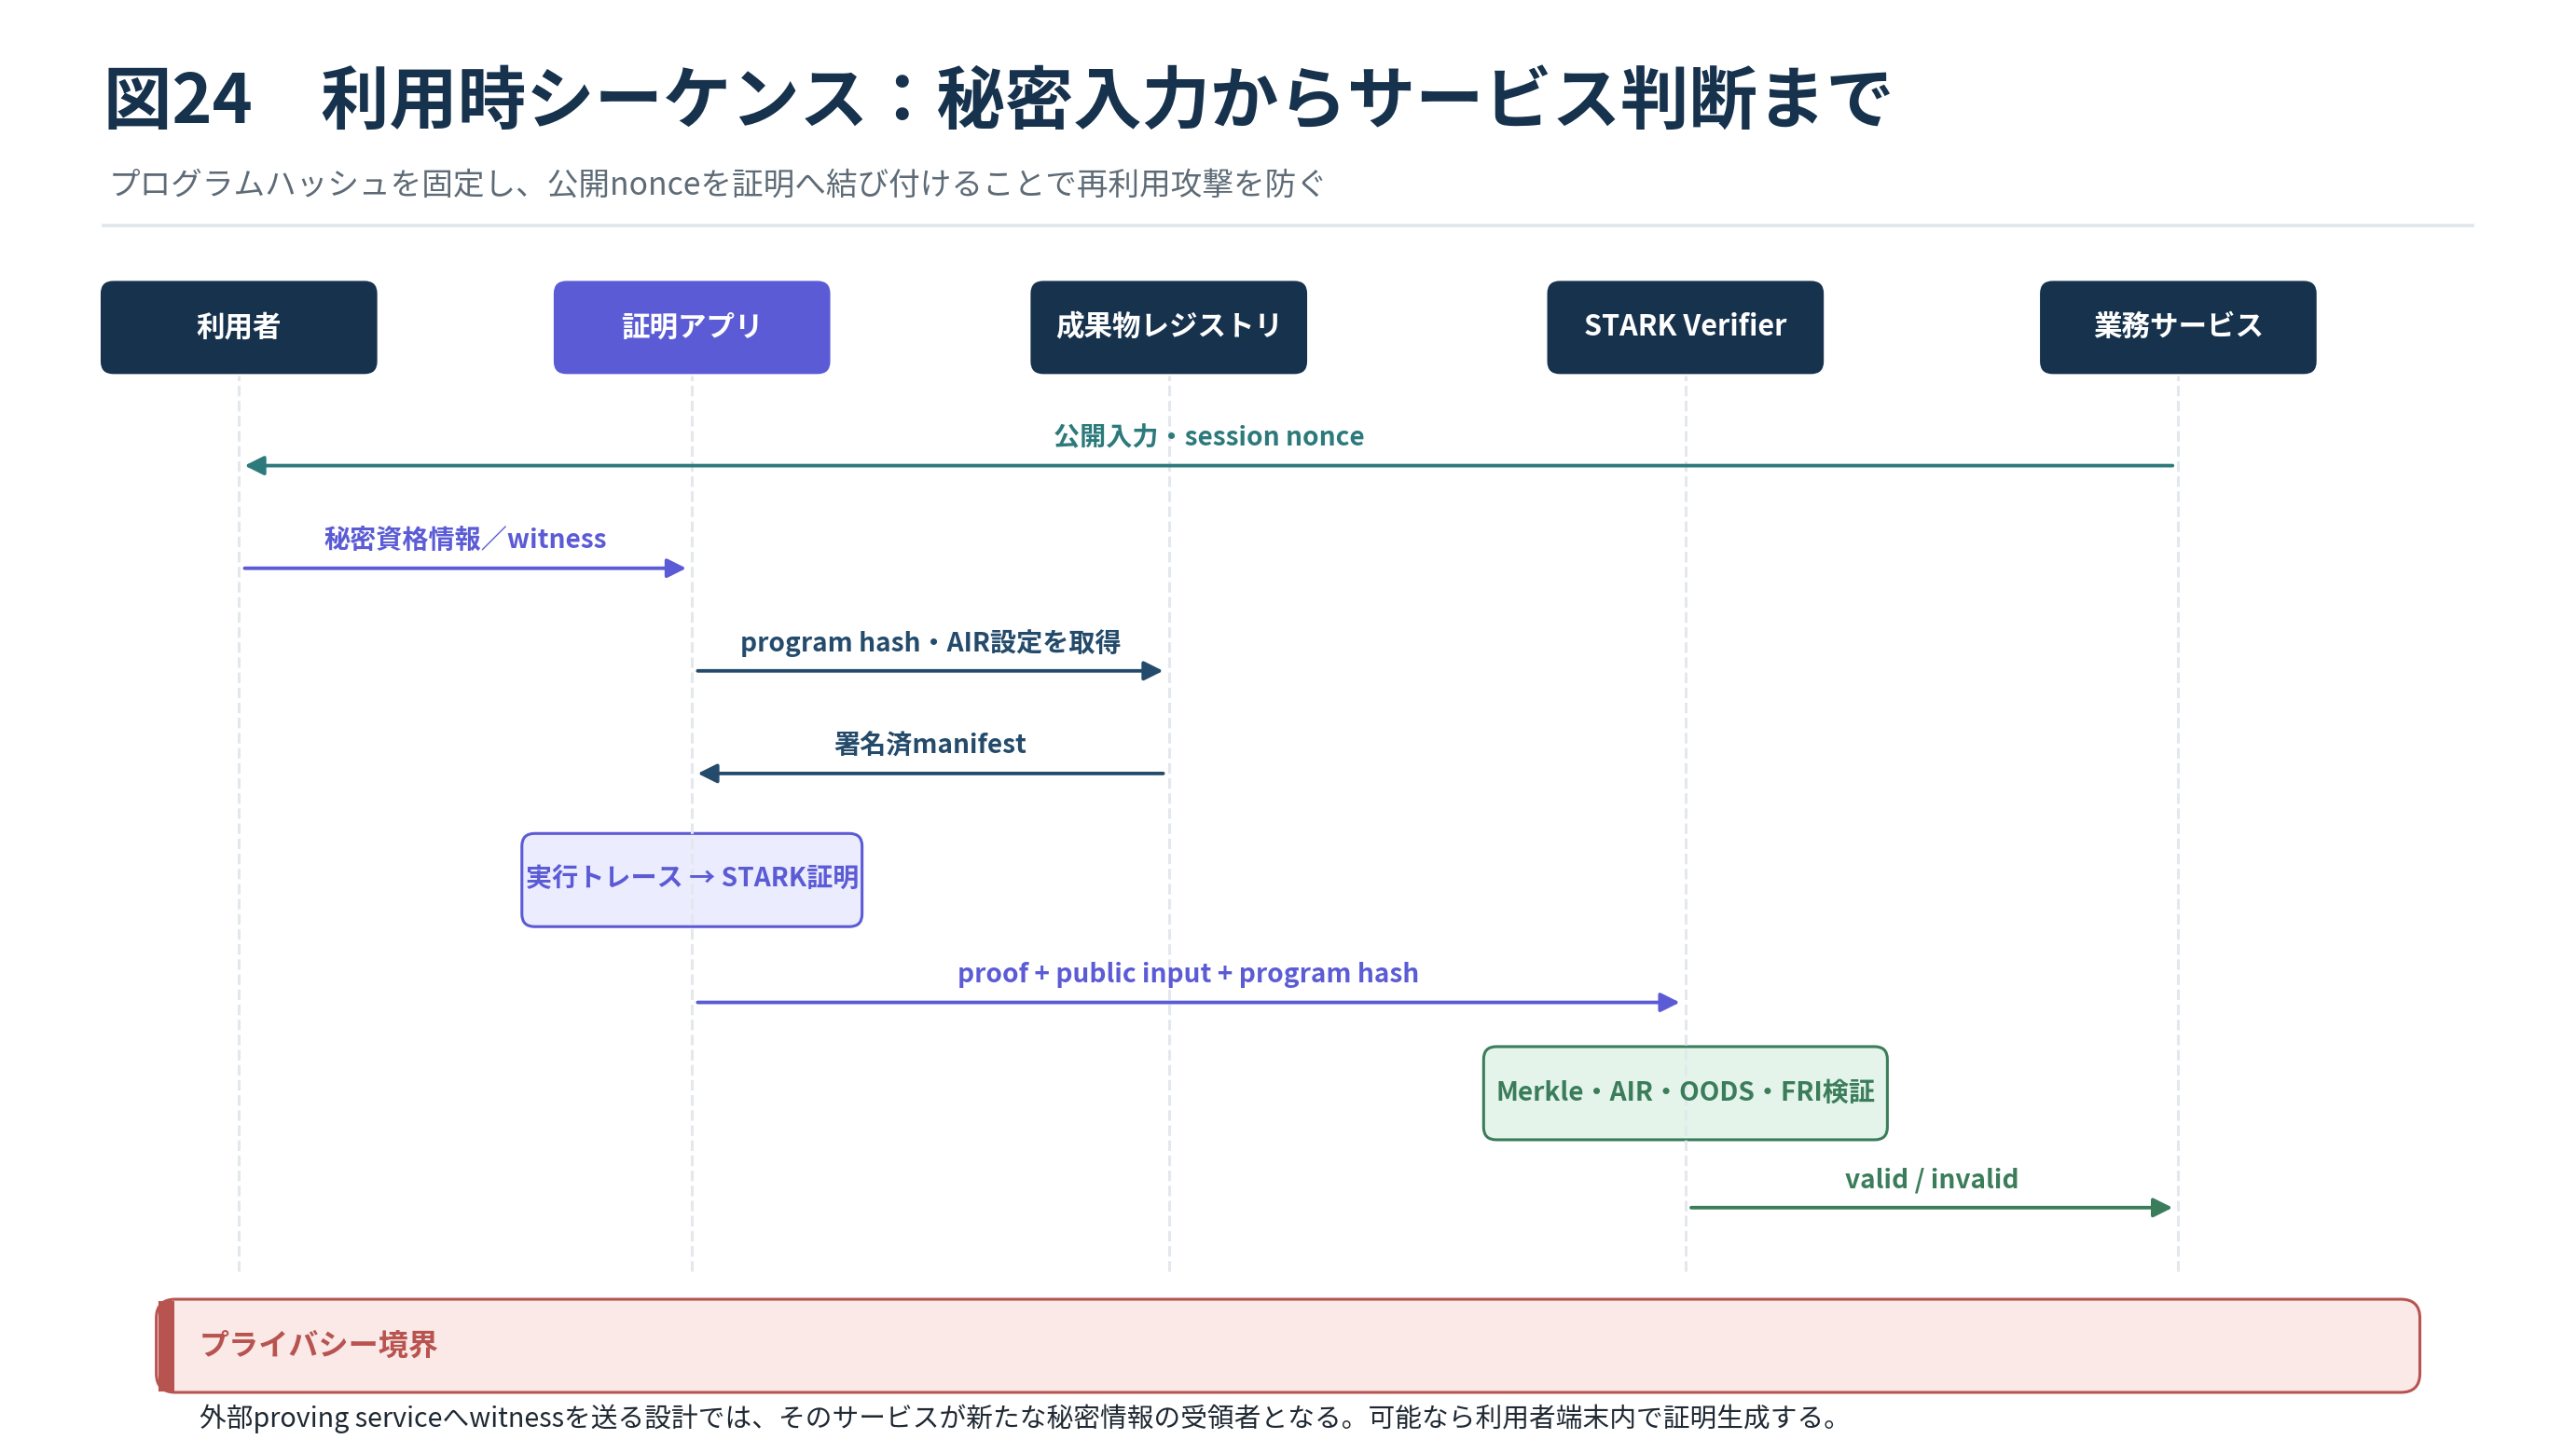 図24　利用時シーケンス：秘密入力からサービス判断まで
プログラムハッシュを固定し、公開nonceを証明へ結び付けることで再利用攻撃を防ぐ
利用者
証明アプリ
成果物レジストリ
STARK Verifier
業務サービス
公開入力・session nonce
秘密資格情報／witness
program hash・AIR設定を取得
署名済manifest
実行トレース → STARK証明
proof + public input + program hash
Merkle・AIR・OODS・FRI検証
valid / invalid
プライバシー境界
外部proving serviceへwitnessを送る設計では、そのサービスが新たな秘密情報の受領者となる。可能なら利用者端末内で証明生成する。